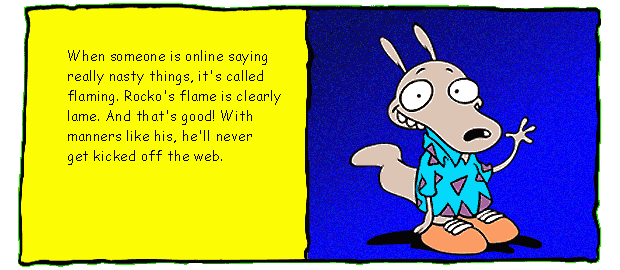 When someone is online saying
really nasty things, it's called
flaming. Rocko's flame is clearly
lame. And that's good! With
manners like his, he'll never
get kicked off the web.